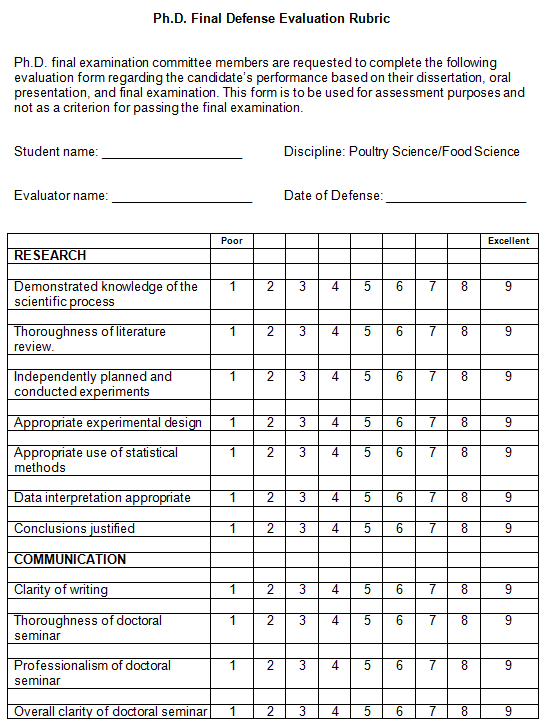 Ph.D. Final Defense Evaluation Rubric
Ph.D. final examination committee members are requested to complete the following
evaluation form regarding the candidate's performance based on their dissertation, oral
presentation, and final examination. This form is to be used for assessment purposes and
not as a criterion for passing the final examination.
Student name: ____________________ Discipline: Poultry Science/Food Science
Evaluator name: ____________________ Date of Defense: ____________________
Poor Excellent
RESEARCH
Demonstrated knowledge of the 1 2 3 4 5 6 7 8 9
scientific process
Thoroughness of literature 1 2 3 4 5 6 7 8 9
review.
Independently planned and 1 2 3 4 5 6 7 8 9
conducted experiments
Appropriate experimental design 1 2 3 4 5 6 7 8 9
Appropriate use of statistical 1 2 3 4 5 6 7 8 9
methods
Data interpretation appropriate 1 2 3 4 5 6 7 8 9
Conclusions justified 1 2 3 4 5 6 7 8 9
COMMUNICATION
Clarity of writing 1 2 3 4 5 6 7 8 9
Thoroughness of doctoral 1 2 3 4 5 6 7 8 9
seminar
Professionalism of doctoral 1 2 3 4 5 6 7 8 9
seminar
Overall clarity of doctoral seminar 1 2 3 4 5 6 7 8 9